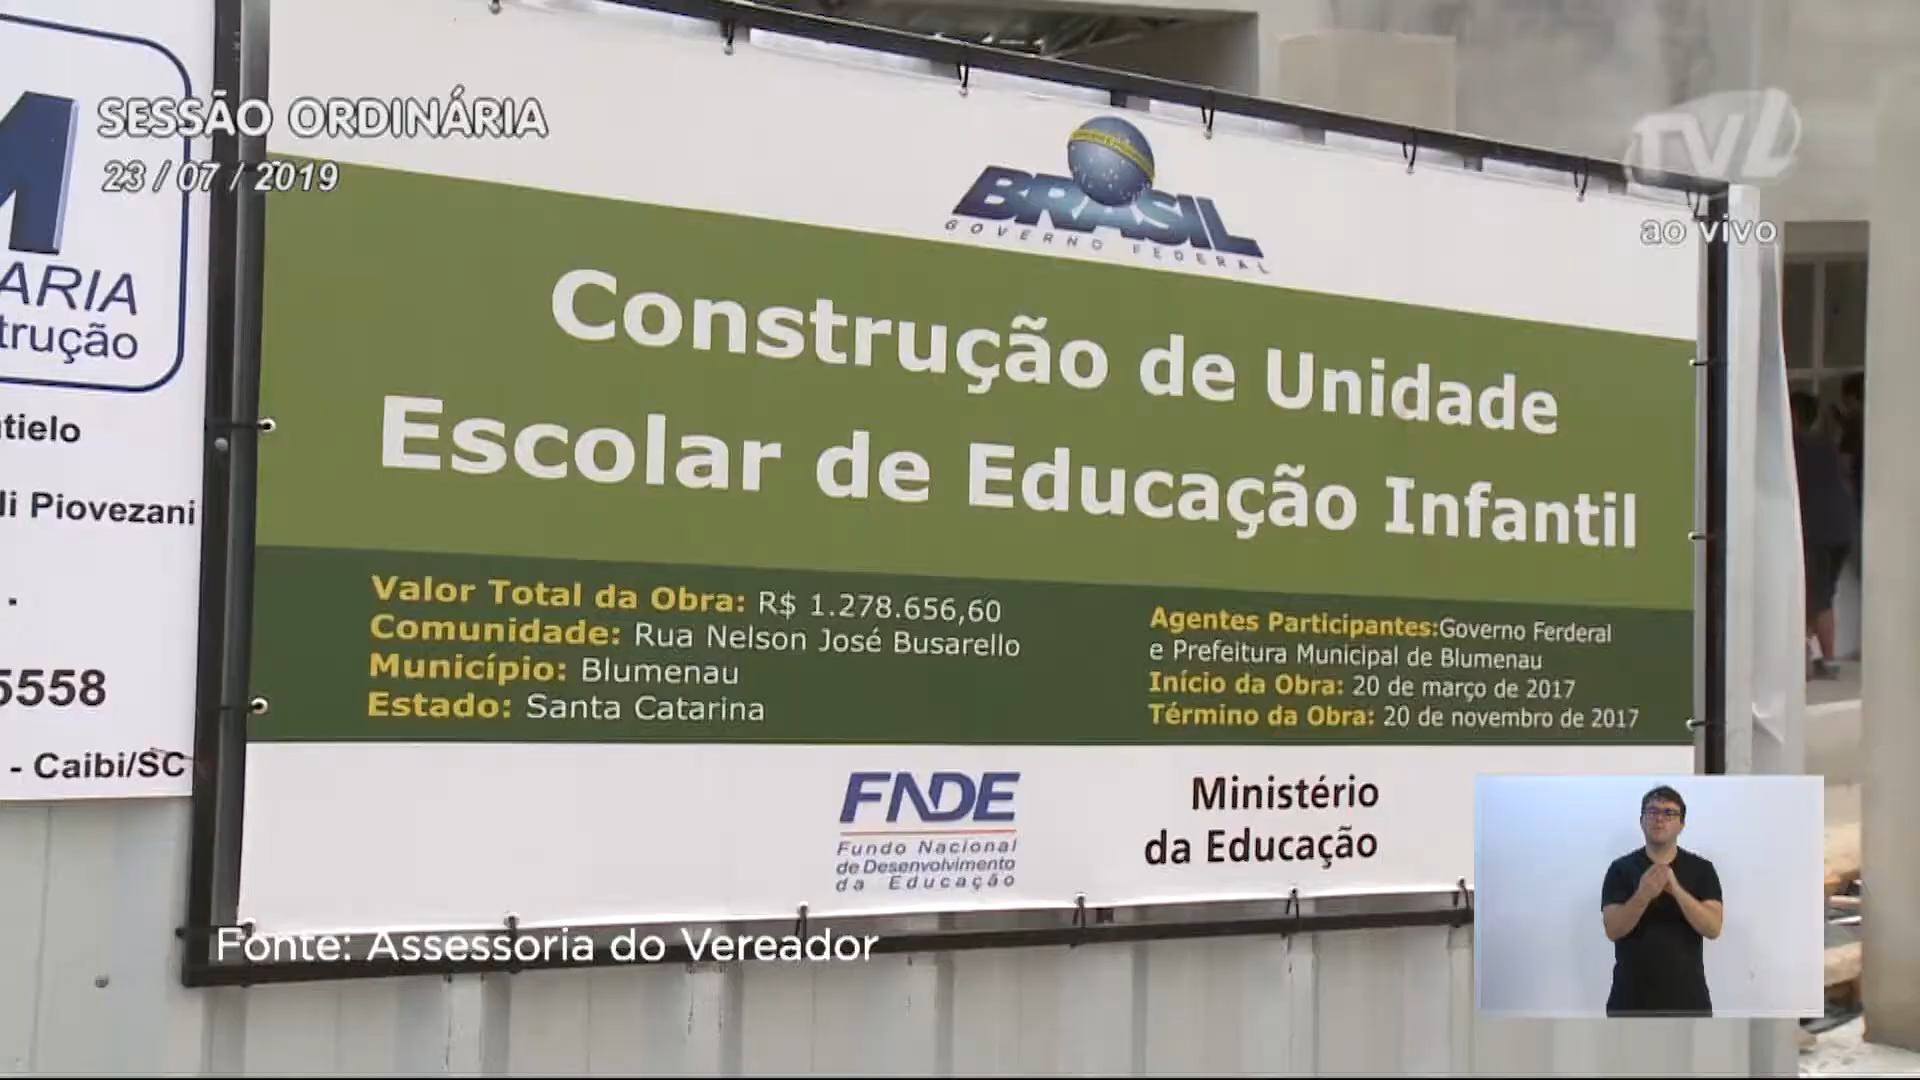 SESSÃO ORDINÁRIA
23 / 07 / 2019
TVL
ao vivo
M
ARIA
trução
tielo
li Piovezani
-
5558
- Caibi/SC
BRASIL
GOVERNO FEDERAL
Construção de Unidade
Escolar de Educação Infantil
Valor Total da Obra: R$ 1.278.656,60
Comunidade: Rua Nelson José Busarello
Município: Blumenau
Estado: Santa Catarina
Agentes Participantes:Governo Ferderal
e Prefeitura Municipal de Blumenau
Início da Obra: 20 de março de 2017
Término da Obra: 20 de novembro de 2017
FNDE
Fundo Nacional
de Desenvolvimento
da Educação
Ministério
da Educação
Fonte: Assessoria do Vereador